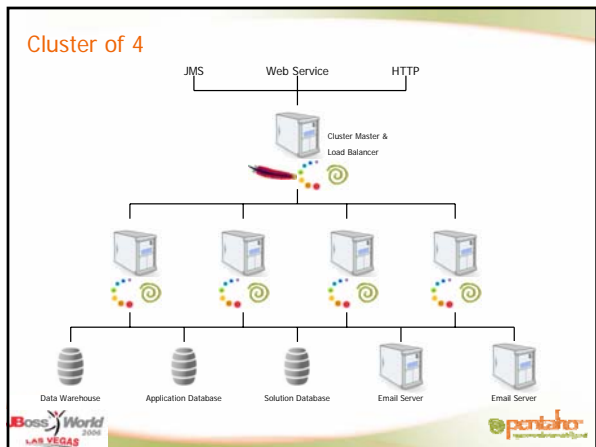 Cluster of 4
JMS
Web Service
HTTP
Cluster Master &
Load Balancer
Data Warehouse
Application Database
Solution Database
Email Server
Email Server
JBoss World
2006
LAS VEGAS
pentaho